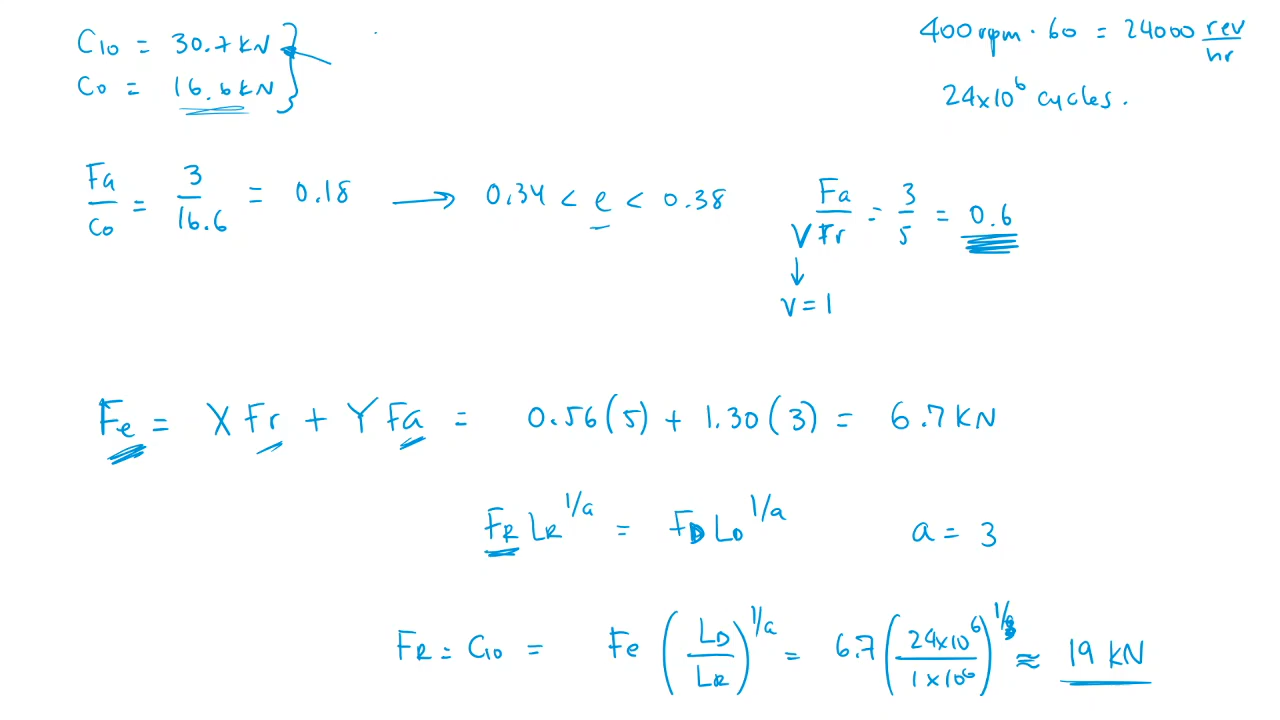 C10 = 30.7 kN
C0 = 16.6 kN
400 rpm · 60 = 24000 rev/hr
24x10^6 cycles.
Fa/C0 = 3/16.6 = 0.18 → 0.34 < e < 0.38
Fa/VFr = 3/5 = 0.6
↓
V = 1
Fe = X Fr + Y Fa = 0.56(5) + 1.30(3) = 6.7 kN
FR LR^1/a = FD LD^1/a a = 3
FR = C10 = Fe (LD/LR)^1/a = 6.7 (24x10^6/1x10^6)^1/3 ≈ 19 kN